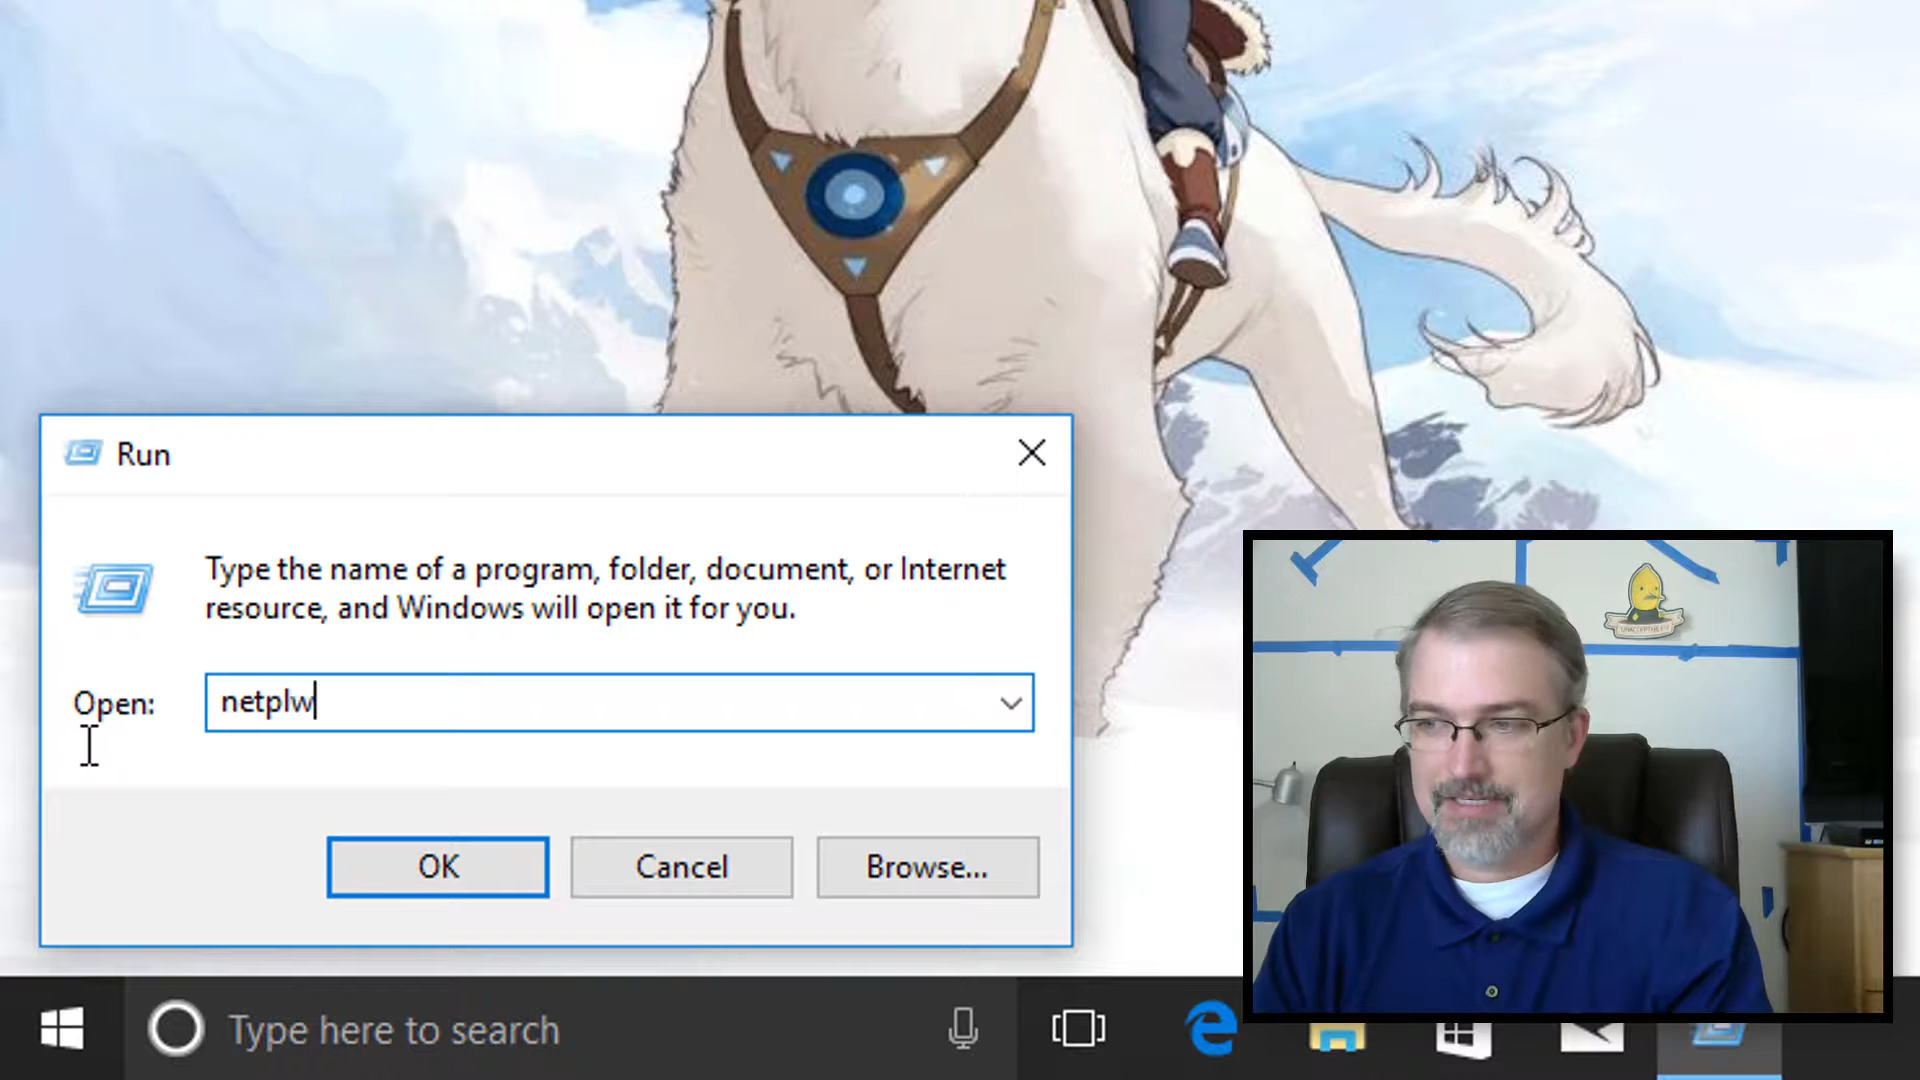 Run
Type the name of a program, folder, document, or Internet
resource, and Windows will open it for you.
Open:
netplw
OK
Cancel
Browse...
UNACCEPTABLE
Type here to search